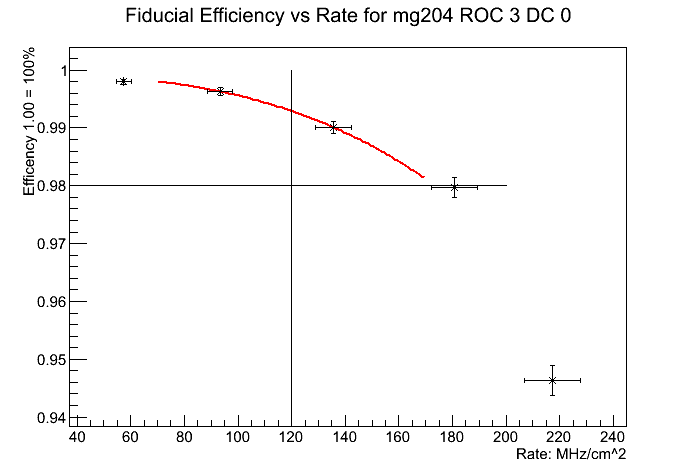 Fiducial Efficiency vs Rate for mg204 ROC 3 DC 0
Efficency 1.00 = 100%
1
0.99
0.98
0.97
0.96
0.95
0.94
40 60 80 100 120 140 160 180 200 220 240
Rate: MHz/cm^2